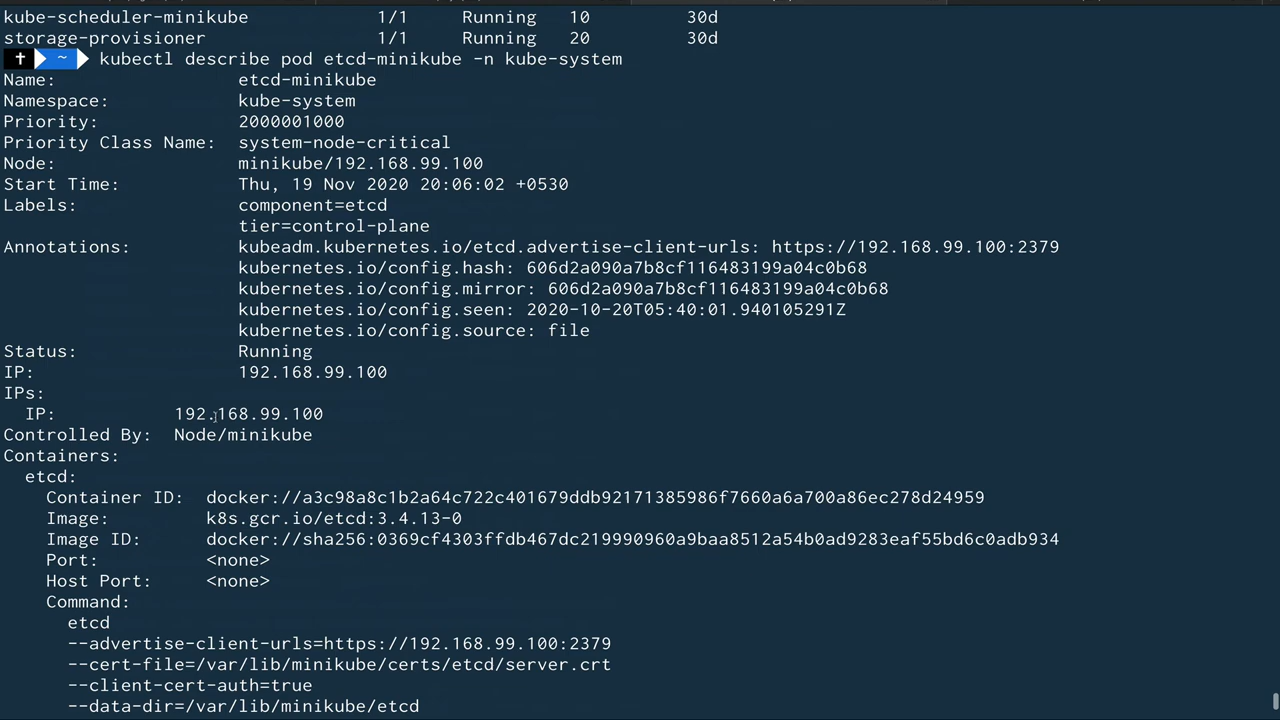 kube-scheduler-minikube 1/1 Running 10 30d
storage-provisioner 1/1 Running 20 30d
✝ ~ kubectl describe pod etcd-minikube -n kube-system
Name: etcd-minikube
Namespace: kube-system
Priority: 2000001000
Priority Class Name: system-node-critical
Node: minikube/192.168.99.100
Start Time: Thu, 19 Nov 2020 20:06:02 +0530
Labels: component=etcd
tier=control-plane
Annotations: kubeadm.kubernetes.io/etcd.advertise-client-urls: https://192.168.99.100:2379
kubernetes.io/config.hash: 606d2a090a7b8cf116483199a04c0b68
kubernetes.io/config.mirror: 606d2a090a7b8cf116483199a04c0b68
kubernetes.io/config.seen: 2020-10-20T05:40:01.940105291Z
kubernetes.io/config.source: file
Status: Running
IP: 192.168.99.100
IPs:
IP: 192.168.99.100
Controlled By: Node/minikube
Containers:
etcd:
Container ID: docker://a3c98a8c1b2a64c722c401679ddb92171385986f7660a6a700a86ec278d24959
Image: k8s.gcr.io/etcd:3.4.13-0
Image ID: docker://sha256:0369cf4303ffdb467dc219990960a9baa8512a54b0ad9283eaf55bd6c0adb934
Port: <none>
Host Port: <none>
Command:
etcd
--advertise-client-urls=https://192.168.99.100:2379
--cert-file=/var/lib/minikube/certs/etcd/server.crt
--client-cert-auth=true
--data-dir=/var/lib/minikube/etcd